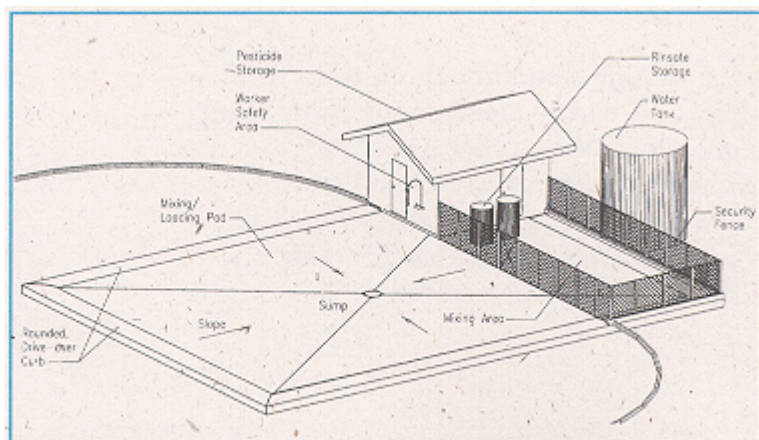 Pesticide
Storage
Rinsate
Storage
Worker
Safety
Area
Water
Tank
Mixing/
Loading Pad
Security
Fence
Sump
Slope
Mixing Area
Rounded,
Drive-over
Curb